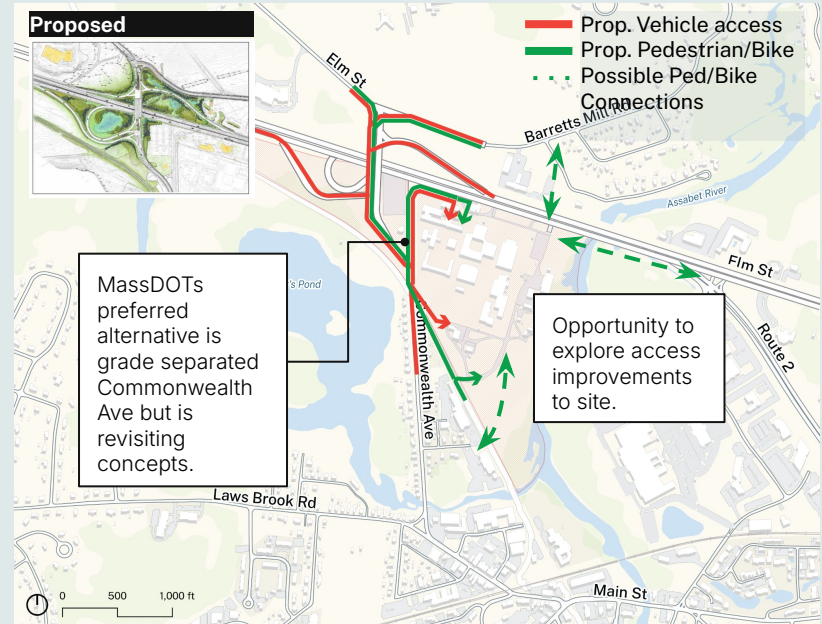 Proposed
Prop. Vehicle access
Prop. Pedestrian/Bike
Possible Ped/Bike
Connections
Elm St
Barretts Mill Rd
Assabet River
Elm St
MassDOTs
preferred
alternative is
grade separated
Commonwealth
Ave but is
revisiting
concepts.
's Pond
Opportunity to
explore access
improvements
to site.
Route 2
Commonwealth Ave
Laws Brook Rd
Main St
0 500 1,000 ft